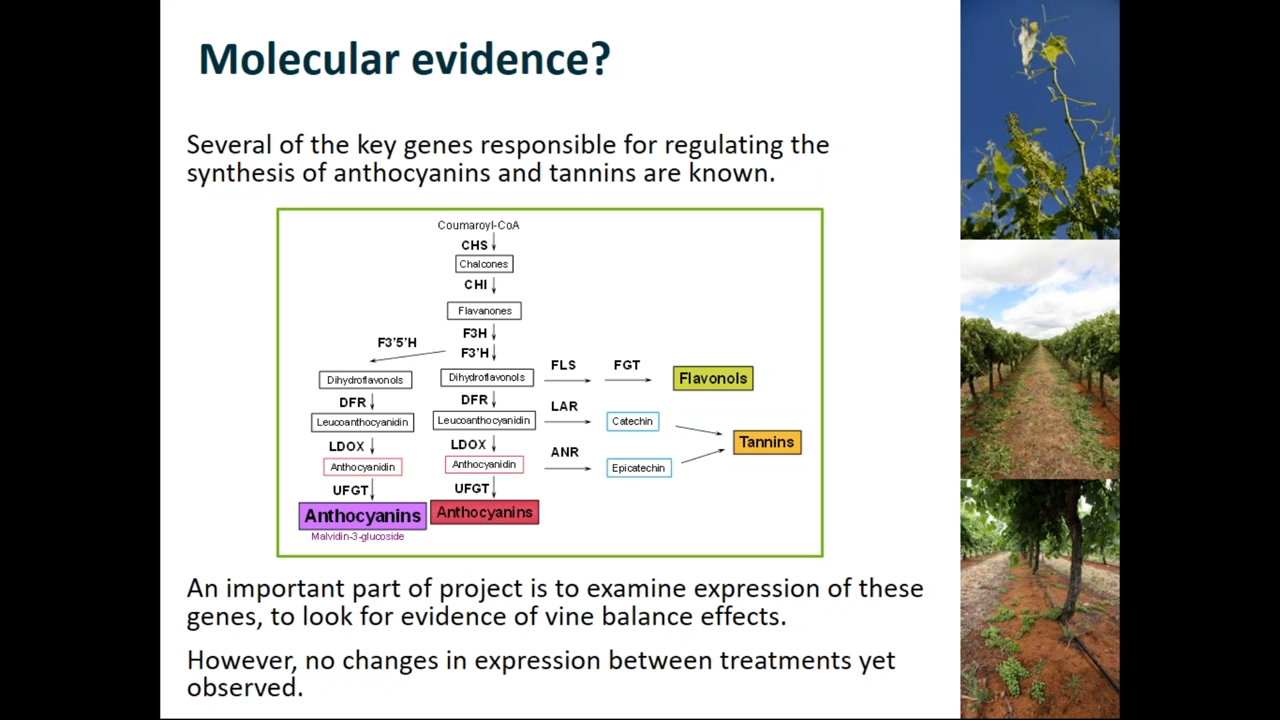 Molecular evidence?
Several of the key genes responsible for regulating the
synthesis of anthocyanins and tannins are known.
Coumaroyl-CoA
CHS
Chalcones
CHI
Flavanones
F3H
F3'5'H
F3'H
FLS
FGT
Dihydroflavonols
Dihydroflavonols
Flavonols
DFR
DFR
LAR
Leucoanthocyanidin
Leucoanthocyanidin
Catechin
LDOX
LDOX
Tannins
ANR
Anthocyanidin
Anthocyanidin
Epicatechin
UFGT
UFGT
Anthocyanins
Anthocyanins
Malvidin-3-glucoside
An important part of project is to examine expression of these
genes, to look for evidence of vine balance effects.
However, no changes in expression between treatments yet
observed.